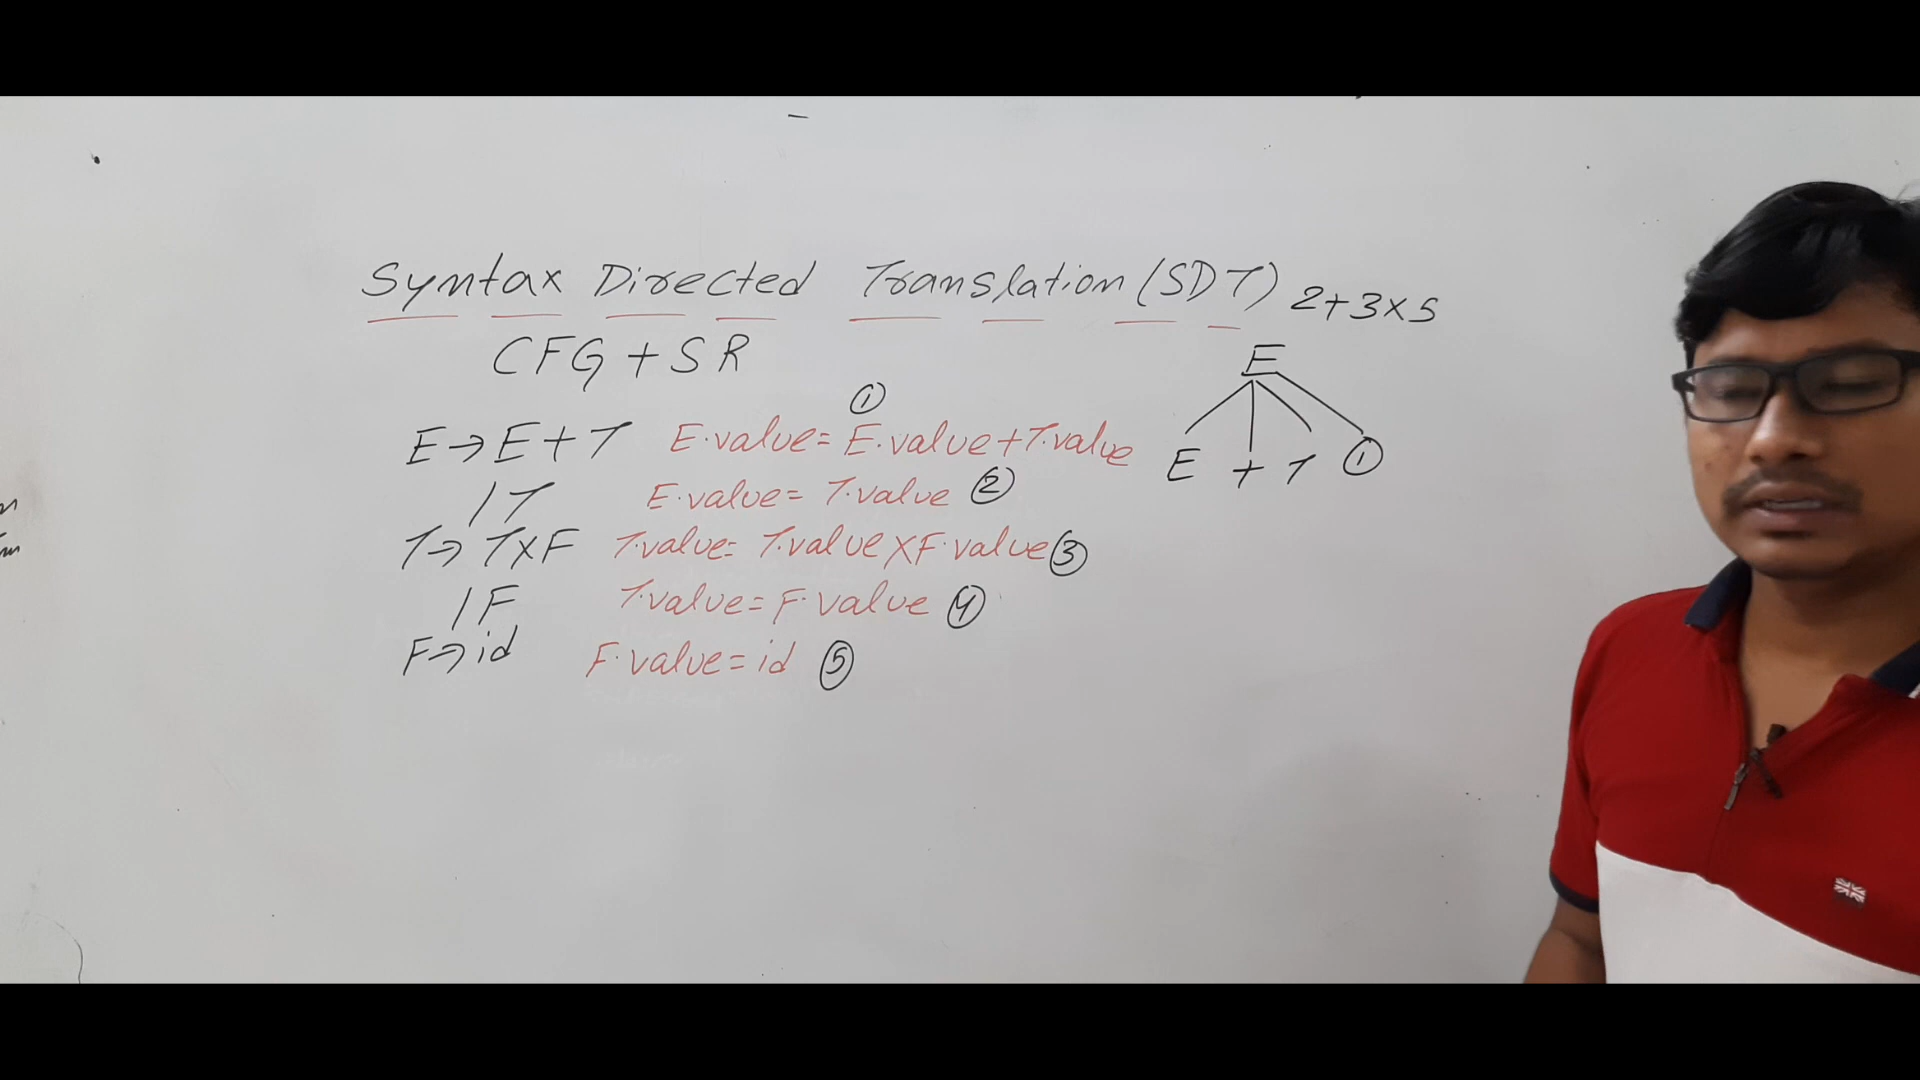 Syntax Directed Translation (SDT) 2+3×5
CFG + SR
①
E→E+T E.value= E.value+T.value
|T E.value= T.value ②
T→T×F T.value= T.value×F.value ③
|F T.value= F.value ④
F→id F.value=id ⑤
E
E + T ①